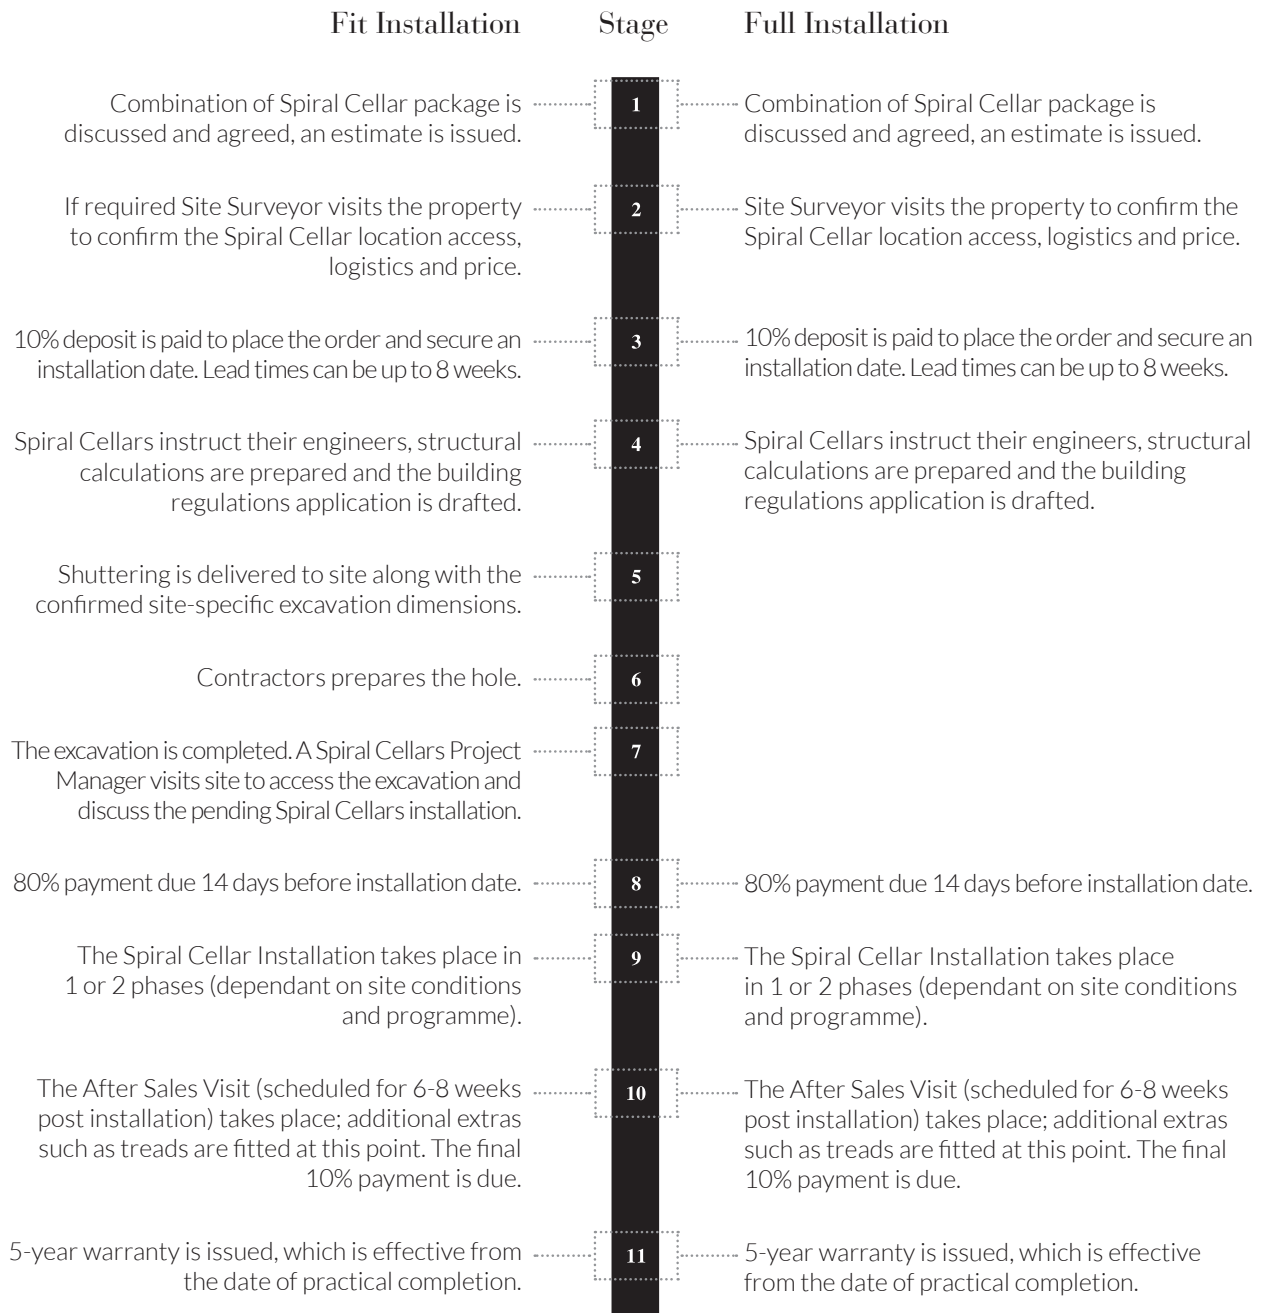 Fit Installation
Stage
Full Installation
Combination of Spiral Cellar package is
discussed and agreed, an estimate is issued.
1
Combination of Spiral Cellar package is
discussed and agreed, an estimate is issued.
If required Site Surveyor visits the property
to confirm the Spiral Cellar location access,
logistics and price.
2
Site Surveyor visits the property to confirm the
Spiral Cellar location access, logistics and price.
10% deposit is paid to place the order and secure an
installation date. Lead times can be up to 8 weeks.
3
10% deposit is paid to place the order and secure an
installation date. Lead times can be up to 8 weeks.
Spiral Cellars instruct their engineers, structural
calculations are prepared and the building
regulations application is drafted.
4
Spiral Cellars instruct their engineers, structural
calculations are prepared and the building
regulations application is drafted.
Shuttering is delivered to site along with the
confirmed site-specific excavation dimensions.
5
Contractors prepares the hole.
6
The excavation is completed. A Spiral Cellars Project
Manager visits site to access the excavation and
discuss the pending Spiral Cellars installation.
7
80% payment due 14 days before installation date.
8
80% payment due 14 days before installation date.
The Spiral Cellar Installation takes place in
1 or 2 phases (dependant on site conditions
and programme).
9
The Spiral Cellar Installation takes place
in 1 or 2 phases (dependant on site conditions
and programme).
The After Sales Visit (scheduled for 6-8 weeks
post installation) takes place; additional extras
such as treads are fitted at this point. The final
10% payment is due.
10
The After Sales Visit (scheduled for 6-8 weeks
post installation) takes place; additional extras
such as treads are fitted at this point. The final
10% payment is due.
5-year warranty is issued, which is effective from
the date of practical completion.
11
5-year warranty is issued, which is effective
from the date of practical completion.